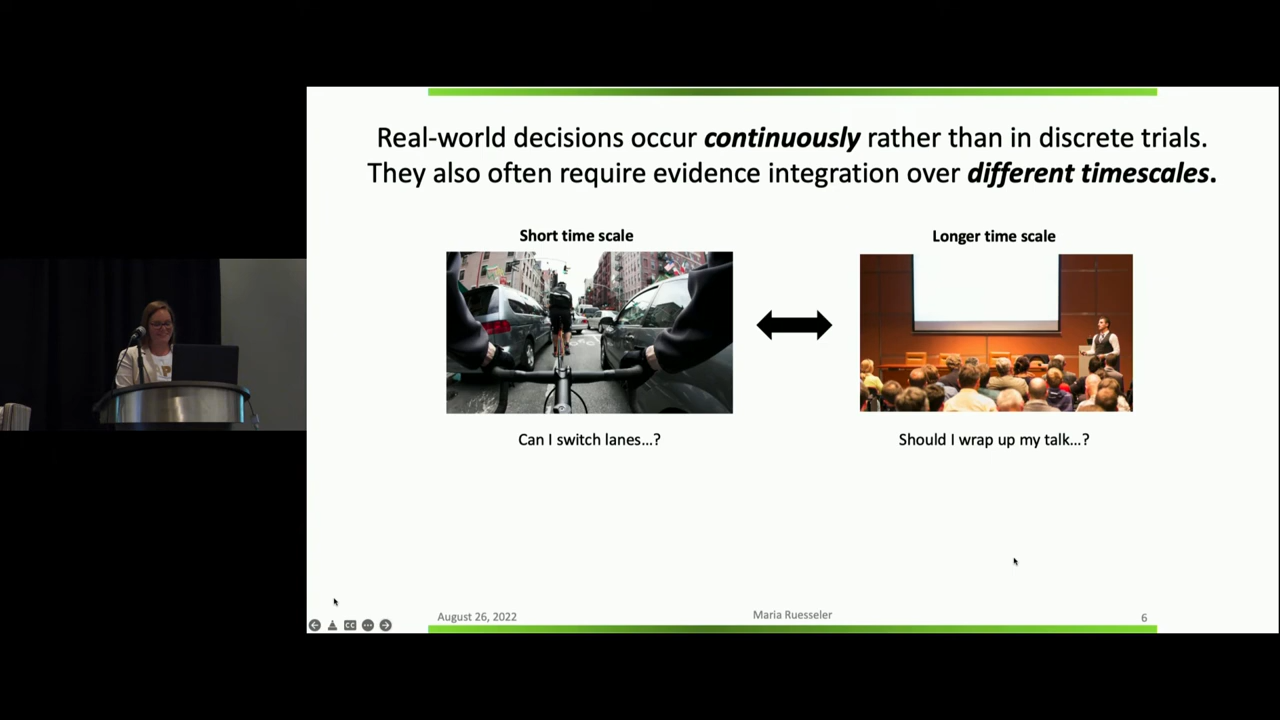 Real-world decisions occur continuously rather than in discrete trials.
They also often require evidence integration over different timescales.
Short time scale
Longer time scale
Can I switch lanes...?
Should I wrap up my talk...?
August 26, 2022
Maria Ruesseler
6
CC